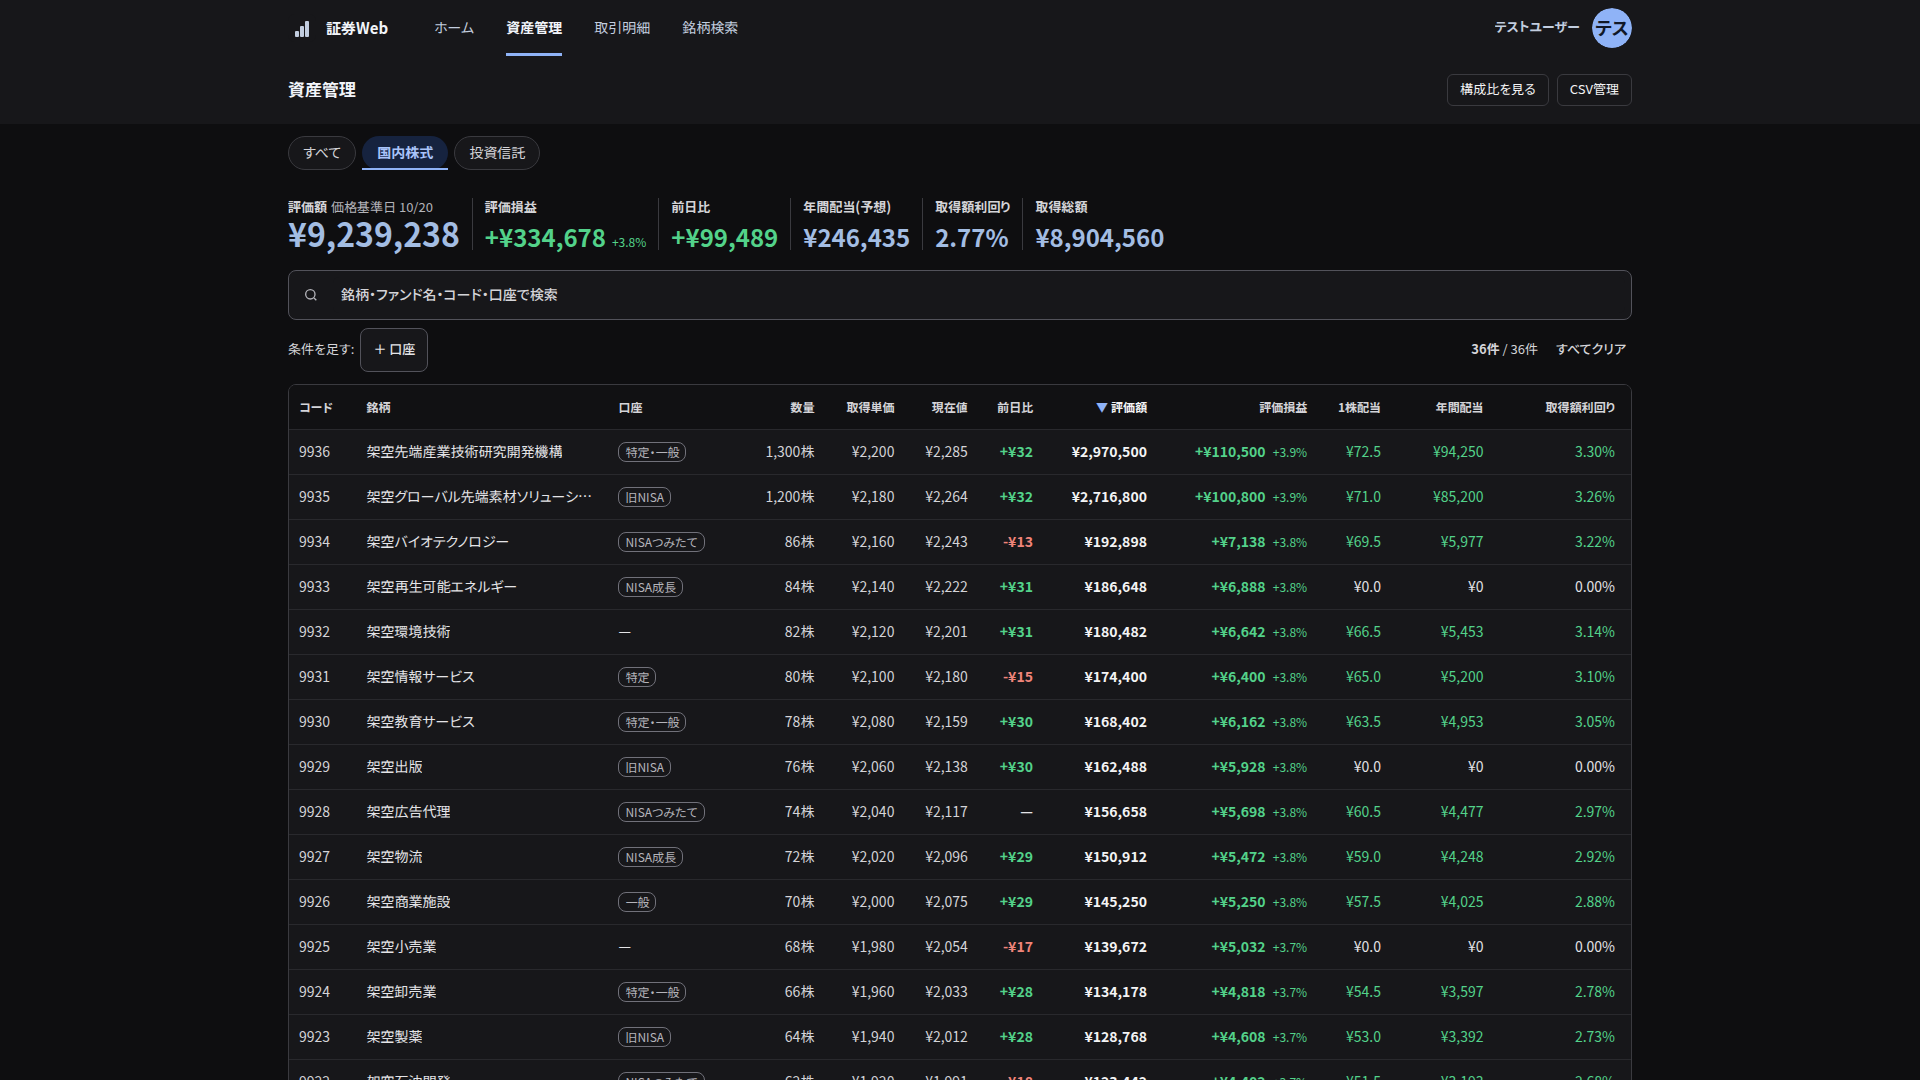 証券Web ホーム 資産管理 取引明細 銘柄検索 テストユーザー テス
資産管理 構成比を見る CSV管理
すべて 国内株式 投資信託
評価額 価格基準日 10/20 評価損益 前日比 年間配当(予想) 取得額利回り 取得総額
¥9,239,238 +¥334,678 +3.8% +¥99,489 ¥246,435 2.77% ¥8,904,560
銘柄・ファンド名・コード・口座で検索
条件を足す: ＋ 口座 36件 / 36件 すべてクリア
コード 銘柄 口座 数量 取得単価 現在値 前日比 ▼ 評価額 評価損益 1株配当 年間配当 取得額利回り
9936 架空先端産業技術研究開発機構 特定・一般 1,300株 ¥2,200 ¥2,285 +¥32 ¥2,970,500 +¥110,500 +3.9% ¥72.5 ¥94,250 3.30%
9935 架空グローバル先端素材ソリューシ… 旧NISA 1,200株 ¥2,180 ¥2,264 +¥32 ¥2,716,800 +¥100,800 +3.9% ¥71.0 ¥85,200 3.26%
9934 架空バイオテクノロジー NISAつみたて 86株 ¥2,160 ¥2,243 -¥13 ¥192,898 +¥7,138 +3.8% ¥69.5 ¥5,977 3.22%
9933 架空再生可能エネルギー NISA成長 84株 ¥2,140 ¥2,222 +¥31 ¥186,648 +¥6,888 +3.8% ¥0.0 ¥0 0.00%
9932 架空環境技術 — 82株 ¥2,120 ¥2,201 +¥31 ¥180,482 +¥6,642 +3.8% ¥66.5 ¥5,453 3.14%
9931 架空情報サービス 特定 80株 ¥2,100 ¥2,180 -¥15 ¥174,400 +¥6,400 +3.8% ¥65.0 ¥5,200 3.10%
9930 架空教育サービス 特定・一般 78株 ¥2,080 ¥2,159 +¥30 ¥168,402 +¥6,162 +3.8% ¥63.5 ¥4,953 3.05%
9929 架空出版 旧NISA 76株 ¥2,060 ¥2,138 +¥30 ¥162,488 +¥5,928 +3.8% ¥0.0 ¥0 0.00%
9928 架空広告代理 NISAつみたて 74株 ¥2,040 ¥2,117 — ¥156,658 +¥5,698 +3.8% ¥60.5 ¥4,477 2.97%
9927 架空物流 NISA成長 72株 ¥2,020 ¥2,096 +¥29 ¥150,912 +¥5,472 +3.8% ¥59.0 ¥4,248 2.92%
9926 架空商業施設 一般 70株 ¥2,000 ¥2,075 +¥29 ¥145,250 +¥5,250 +3.8% ¥57.5 ¥4,025 2.88%
9925 架空小売業 — 68株 ¥1,980 ¥2,054 -¥17 ¥139,672 +¥5,032 +3.7% ¥0.0 ¥0 0.00%
9924 架空卸売業 特定・一般 66株 ¥1,960 ¥2,033 +¥28 ¥134,178 +¥4,818 +3.7% ¥54.5 ¥3,597 2.78%
9923 架空製薬 旧NISA 64株 ¥1,940 ¥2,012 +¥28 ¥128,768 +¥4,608 +3.7% ¥53.0 ¥3,392 2.73%